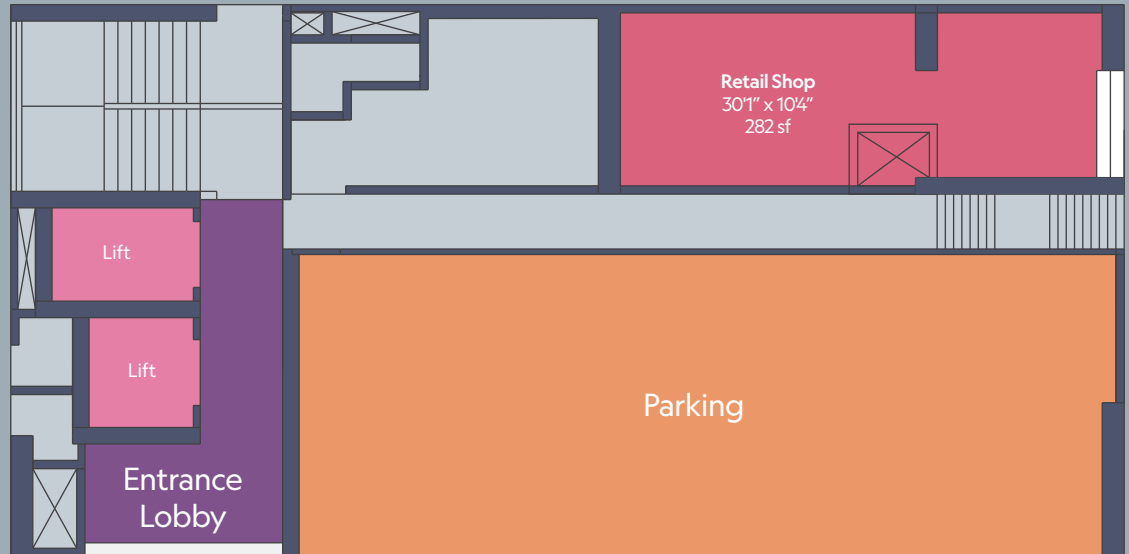 Retail Shop
30'1” x 10'4”
282 sf
Lift
Lift
Parking
Entrance
Lobby